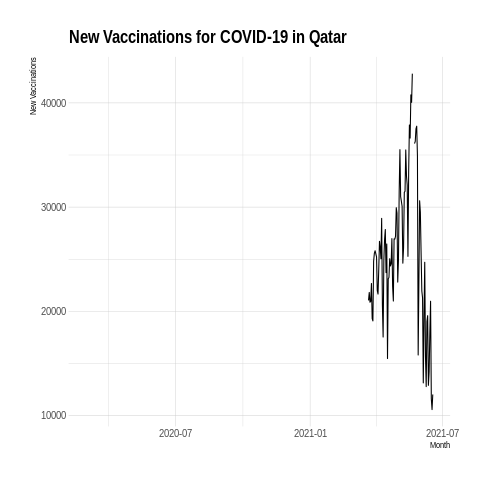 New Vaccinations for COVID-19 in Qatar
New Vaccinations
40000
30000
20000
10000
2020-07
2021-01
2021-07
Month